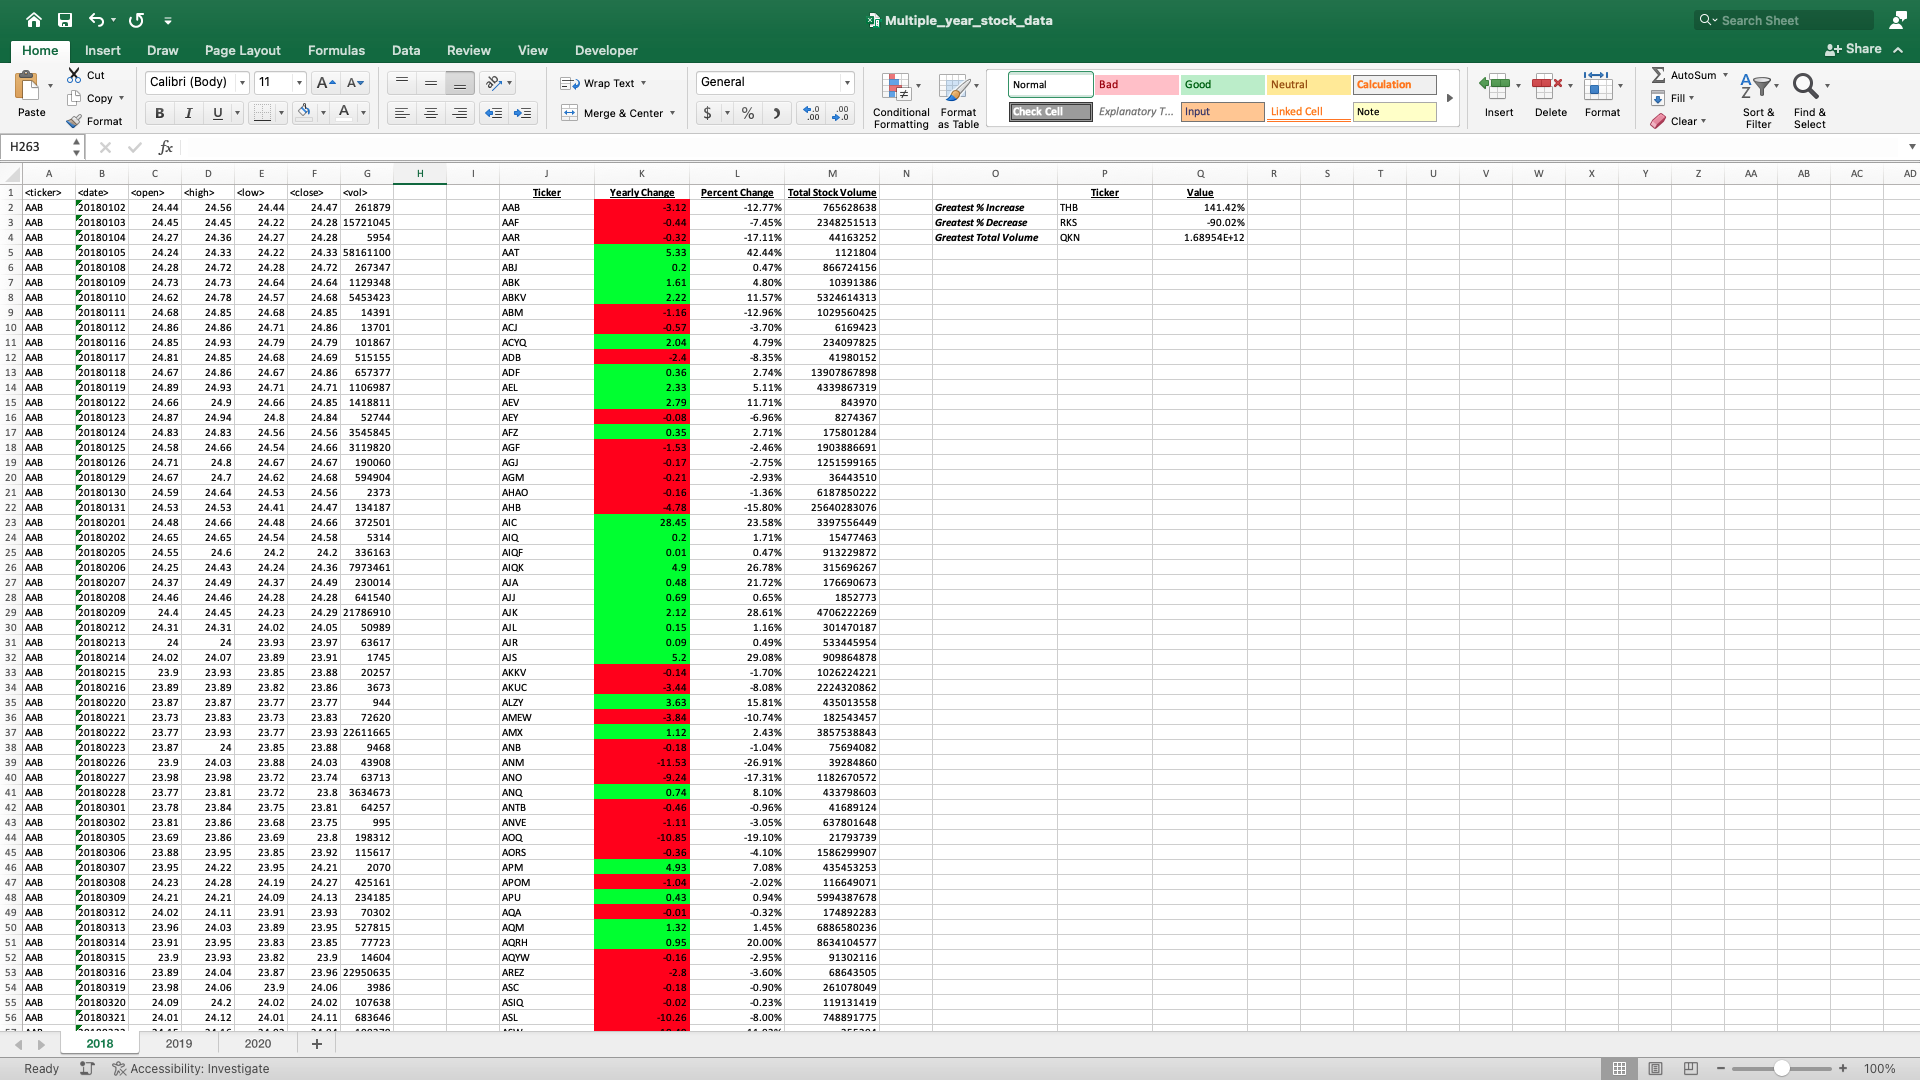 Multiple_year_stock_data
Search Sheet
Home Insert Draw Page Layout Formulas Data Review View Developer
Share
Paste
Cut
Copy
Format
Calibri (Body) 11
B I U A
Wrap Text
Merge & Center
General
$ % )
Conditional Formatting
Format as Table
Normal Bad Good Neutral Calculation
Check Cell Explanatory T... Input Linked Cell Note
Insert Delete Format
AutoSum
Fill
Clear
Sort & Filter
Find & Select
H263 fx
A B C D E F G H I J K L M N O P Q R S T U V W X Y Z AA AB AC AD
1 <ticker> <date> <open> <high> <low> <close> <vol> Ticker Yearly Change Percent Change Total Stock Volume Ticker Value
2 AAB 20180102 24.44 24.56 24.44 24.47 261879 AAB -3.12 -12.77% 765628638 Greatest % Increase THB 141.42%
3 AAB 20180103 24.45 24.45 24.22 24.28 15721045 AAF -0.44 -7.45% 2348251513 Greatest % Decrease RKS -90.02%
4 AAB 20180104 24.27 24.36 24.27 24.28 5954 AAR -0.32 -17.11% 44163252 Greatest Total Volume QKN 1.68954E+12
5 AAB 20180105 24.24 24.33 24.22 24.33 58161100 AAT 5.33 42.44% 1121804
6 AAB 20180108 24.28 24.72 24.28 24.72 267347 ABJ 0.2 0.47% 866724156
7 AAB 20180109 24.73 24.73 24.64 24.64 1129348 ABK 1.61 4.80% 10391386
8 AAB 20180110 24.62 24.78 24.57 24.68 5453423 ABKV 2.22 11.57% 5324614313
9 AAB 20180111 24.68 24.85 24.68 24.85 14391 ABM -1.16 -12.96% 1029560425
10 AAB 20180112 24.86 24.86 24.71 24.86 13701 ACJ -0.57 -3.70% 6169423
11 AAB 20180116 24.85 24.93 24.79 24.79 101867 ACYQ 2.04 4.79% 234097825
12 AAB 20180117 24.81 24.85 24.68 24.69 515155 ADB -2.4 -8.35% 41980152
13 AAB 20180118 24.67 24.86 24.67 24.86 657377 ADF 0.36 2.74% 13907867898
14 AAB 20180119 24.89 24.93 24.71 24.71 1106987 AEL 2.33 5.11% 4339867319
15 AAB 20180122 24.66 24.9 24.66 24.85 1418811 AEV 2.79 11.71% 843970
16 AAB 20180123 24.87 24.94 24.8 24.84 52744 AEY -0.08 -6.96% 8274367
17 AAB 20180124 24.83 24.83 24.56 24.56 3545845 AFZ 0.35 2.71% 175801284
18 AAB 20180125 24.58 24.66 24.54 24.66 3119820 AGF -1.53 -2.46% 1903886691
19 AAB 20180126 24.71 24.8 24.67 24.67 190060 AGJ -0.17 -2.75% 1251599165
20 AAB 20180129 24.67 24.7 24.62 24.68 594904 AGM -0.21 -2.93% 36443510
21 AAB 20180130 24.59 24.64 24.53 24.56 2373 AHAO -0.16 -1.36% 6187850222
22 AAB 20180131 24.53 24.53 24.41 24.47 134187 AHB -4.78 -15.80% 25640283076
23 AAB 20180201 24.48 24.66 24.48 24.66 372501 AIC 28.45 23.58% 3397556449
24 AAB 20180202 24.65 24.65 24.54 24.58 5314 AIQ 0.2 1.71% 15477463
25 AAB 20180205 24.55 24.6 24.2 24.2 336163 AIQF 0.01 0.47% 913229872
26 AAB 20180206 24.25 24.43 24.24 24.36 7973461 AIQK 4.9 26.78% 315696267
27 AAB 20180207 24.37 24.49 24.37 24.49 230014 AJA 0.48 21.72% 176690673
28 AAB 20180208 24.46 24.46 24.28 24.28 641540 AJJ 0.69 0.65% 1852773
29 AAB 20180209 24.4 24.45 24.23 24.29 21786910 AJK 2.12 28.61% 4706222269
30 AAB 20180212 24.31 24.31 24.02 24.05 50989 AJL 0.15 1.16% 301470187
31 AAB 20180213 24 24 23.93 23.97 63617 AJR 0.09 0.49% 533445954
32 AAB 20180214 24.02 24.07 23.89 23.91 1745 AJS 5.2 29.08% 909864878
33 AAB 20180215 23.9 23.93 23.85 23.88 20257 AKKV -0.14 -1.70% 1026224221
34 AAB 20180216 23.89 23.89 23.82 23.86 3673 AKUC -3.44 -8.08% 2224320862
35 AAB 20180220 23.87 23.87 23.77 23.77 944 ALZY 3.63 15.81% 435013558
36 AAB 20180221 23.73 23.83 23.73 23.83 72620 AMEW -3.84 -10.74% 182543457
37 AAB 20180222 23.77 23.93 23.77 23.93 22611665 AMX 1.12 2.43% 3857538843
38 AAB 20180223 23.87 24 23.85 23.88 9468 ANB -0.18 -1.04% 75694082
39 AAB 20180226 23.9 24.03 23.88 24.03 43908 ANM -11.53 -26.91% 39284860
40 AAB 20180227 23.98 23.98 23.72 23.74 63713 ANO -9.24 -17.31% 1182670572
41 AAB 20180228 23.77 23.81 23.72 23.8 3634673 ANQ 0.74 8.10% 433798603
42 AAB 20180301 23.78 23.84 23.75 23.81 64257 ANTB -0.46 -0.96% 41689124
43 AAB 20180302 23.81 23.86 23.68 23.75 995 ANVE -1.11 -3.05% 637801648
44 AAB 20180305 23.69 23.86 23.69 23.8 198312 AOQ -10.85 -19.10% 21793739
45 AAB 20180306 23.88 23.95 23.85 23.92 115617 AORS -0.36 -4.10% 1586299907
46 AAB 20180307 23.95 24.22 23.95 24.21 2070 APM 4.93 7.08% 435453253
47 AAB 20180308 24.23 24.28 24.19 24.27 425161 APOM -1.04 -2.02% 116649071
48 AAB 20180309 24.21 24.21 24.09 24.13 234185 APU 0.43 0.94% 5994387678
49 AAB 20180312 24.02 24.11 23.91 23.93 70302 AQA -0.01 -0.32% 174892283
50 AAB 20180313 23.96 24.03 23.89 23.95 527815 AQM 1.32 1.45% 6886580236
51 AAB 20180314 23.91 23.95 23.83 23.85 77723 AQRH 0.95 20.00% 8634104577
52 AAB 20180315 23.9 23.93 23.82 23.9 14604 AQYW -0.16 -2.95% 91302116
53 AAB 20180316 23.89 24.04 23.87 23.96 22950635 AREZ -2.8 -3.60% 68643505
54 AAB 20180319 23.98 24.06 23.9 24.06 3986 ASC -0.18 -0.90% 261078049
55 AAB 20180320 24.09 24.2 24.02 24.02 107638 ASIQ -0.02 -0.23% 119131419
56 AAB 20180321 24.01 24.12 24.01 24.11 683646 ASL -10.26 -8.00% 748891775
2018 2019 2020 +
Ready Accessibility: Investigate 100%